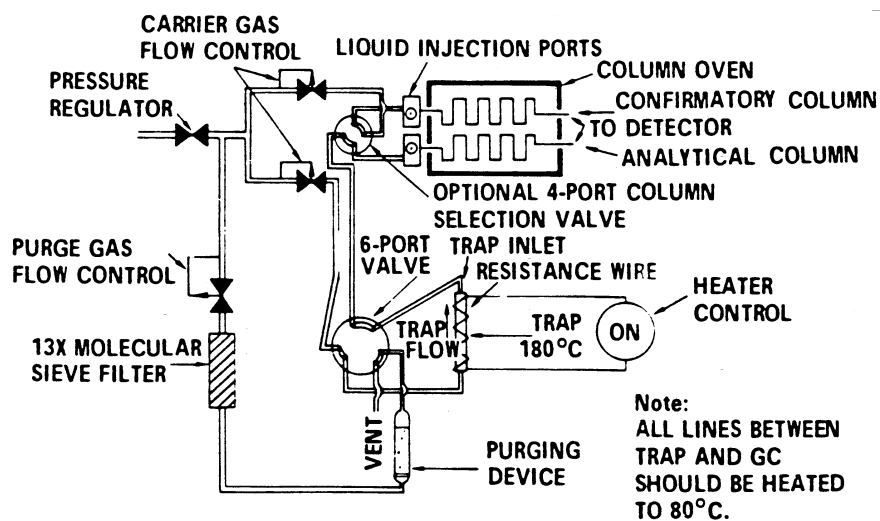 CARRIER GAS
FLOW CONTROL
LIQUID INJECTION PORTS
PRESSURE
REGULATOR
COLUMN OVEN
CONFIRMATORY COLUMN
TO DETECTOR
ANALYTICAL COLUMN
OPTIONAL 4-PORT COLUMN
SELECTION VALVE
PURGE GAS
FLOW CONTROL
6-PORT
VALVE
TRAP INLET
RESISTANCE WIRE
HEATER
CONTROL
TRAP
FLOW
TRAP
180°C
ON
13X MOLECULAR
SIEVE FILTER
VENT
PURGING
DEVICE
Note:
ALL LINES BETWEEN
TRAP AND GC
SHOULD BE HEATED
TO 80°C.